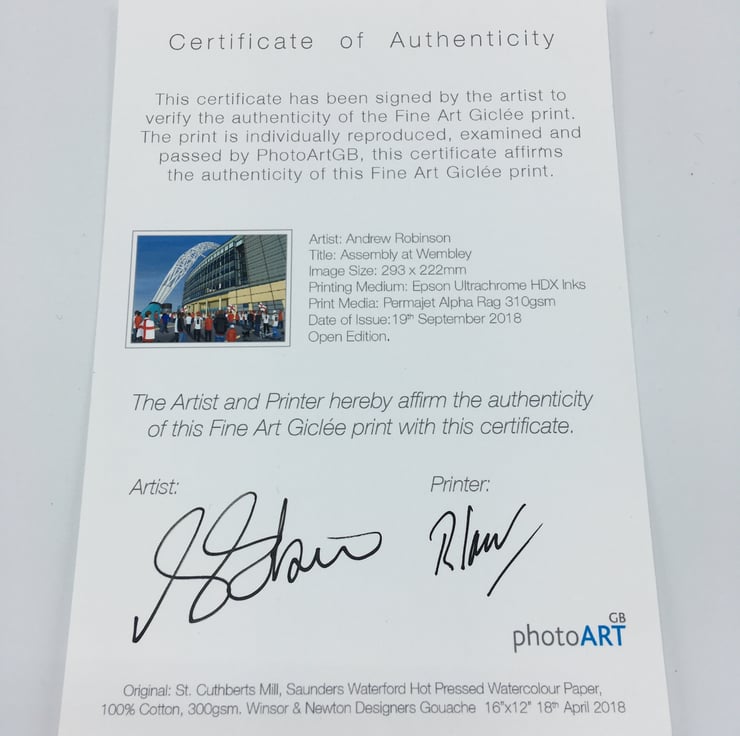 Certificate of Authenticity
This certificate has been signed by the artist to
verify the authenticity of the Fine Art Giclée print.
The print is individually reproduced, examined and
passed by PhotoArtGB, this certificate affirms
the authenticity of this Fine Art Giclée print.
Artist: Andrew Robinson
Title: Assembly at Wembley
Image Size: 293 x 222mm
Printing Medium: Epson Ultrachrome HDX Inks
Print Media: Permajet Alpha Rag 310gsm
Date of Issue:19th September 2018
Open Edition.
The Artist and Printer hereby affirm the authenticity
of this Fine Art Giclée print with this certificate.
Artist: Printer:
photoART GB
Original: St. Cuthberts Mill, Saunders Waterford Hot Pressed Watercolour Paper,
100% Cotton, 300gsm. Winsor & Newton Designers Gouache 16"x12" 18th April 2018